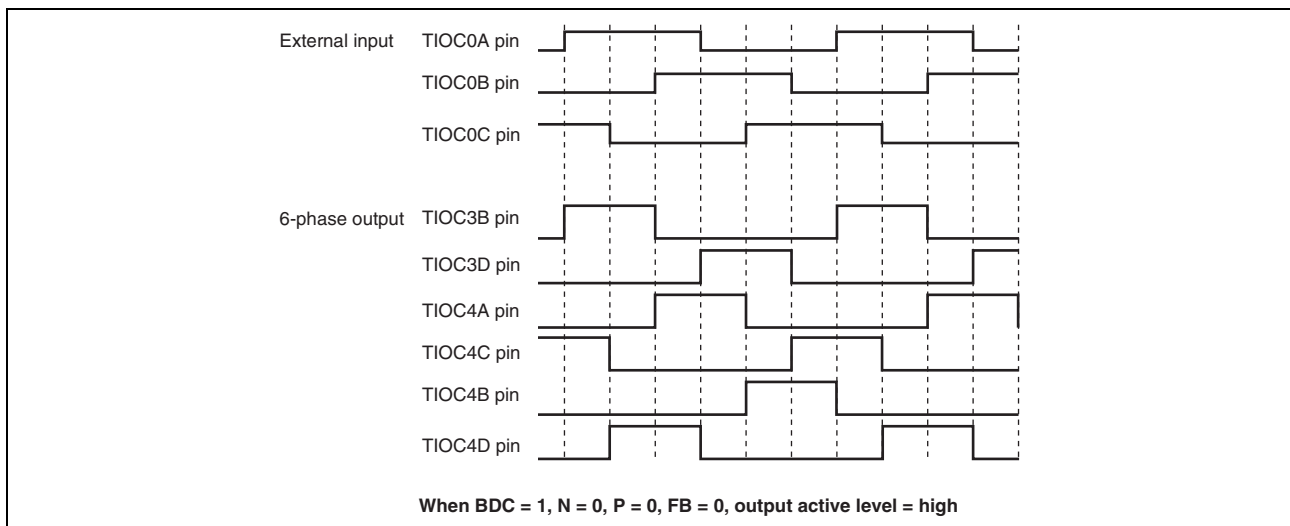 External input TIOC0A pin
TIOC0B pin
TIOC0C pin
6-phase output TIOC3B pin
TIOC3D pin
TIOC4A pin
TIOC4C pin
TIOC4B pin
TIOC4D pin
When BDC = 1, N = 0, P = 0, FB = 0, output active level = high